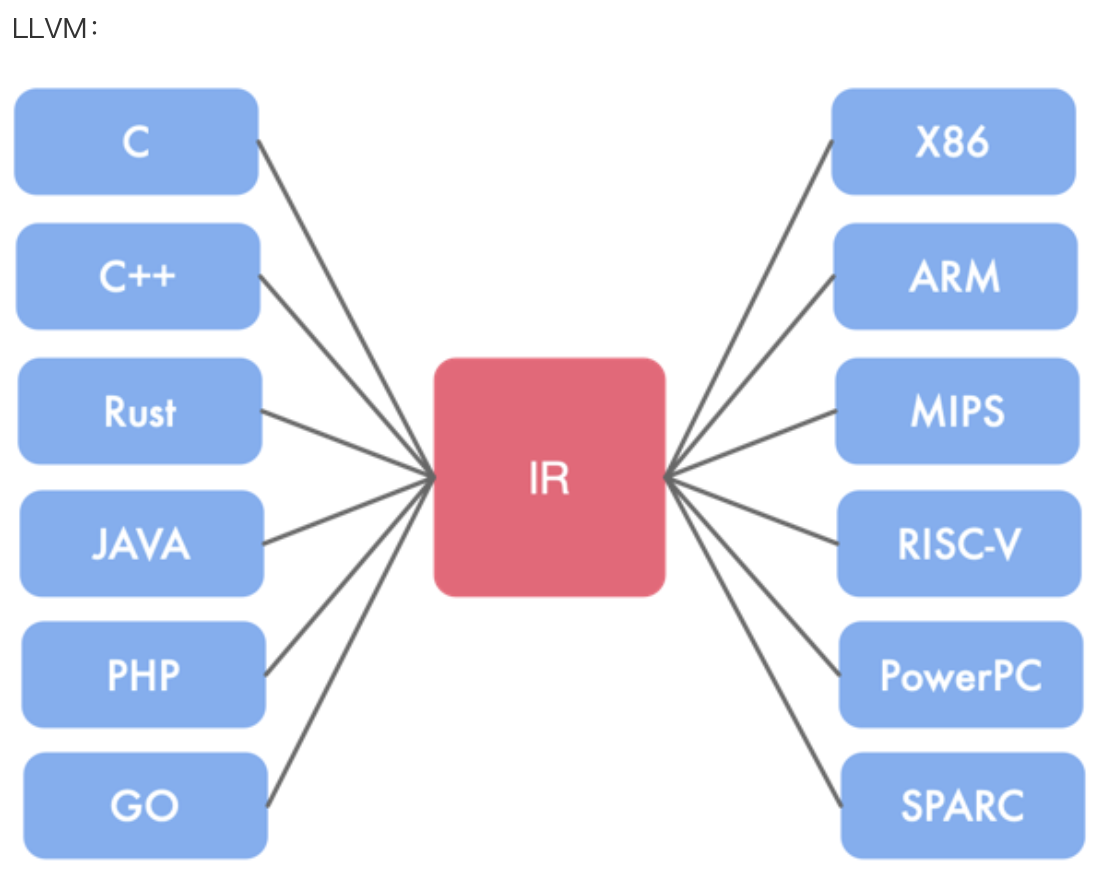 LLVM：
C
C++
Rust
JAVA
PHP
GO
IR
X86
ARM
MIPS
RISC-V
PowerPC
SPARC